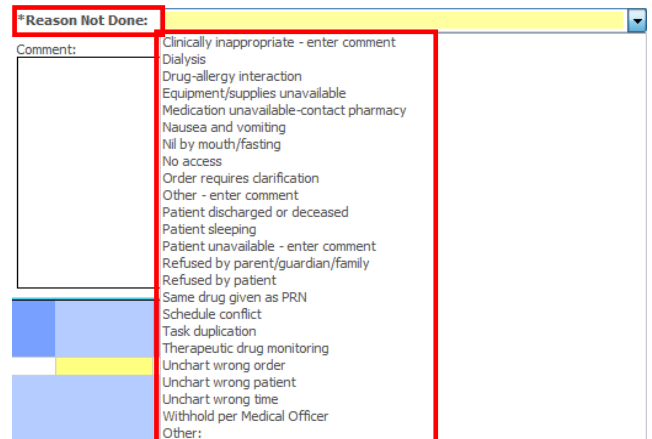 *Reason Not Done:
Comment:
Clinically inappropriate - enter comment
Dialysis
Drug-allergy interaction
Equipment/supplies unavailable
Medication unavailable-contact pharmacy
Nausea and vomiting
Nil by mouth/fasting
No access
Order requires clarification
Other - enter comment
Patient discharged or deceased
Patient sleeping
Patient unavailable - enter comment
Refused by parent/guardian/family
Refused by patient
Same drug given as PRN
Schedule conflict
Task duplication
Therapeutic drug monitoring
Unchart wrong order
Unchart wrong patient
Unchart wrong time
Withhold per Medical Officer
Other: